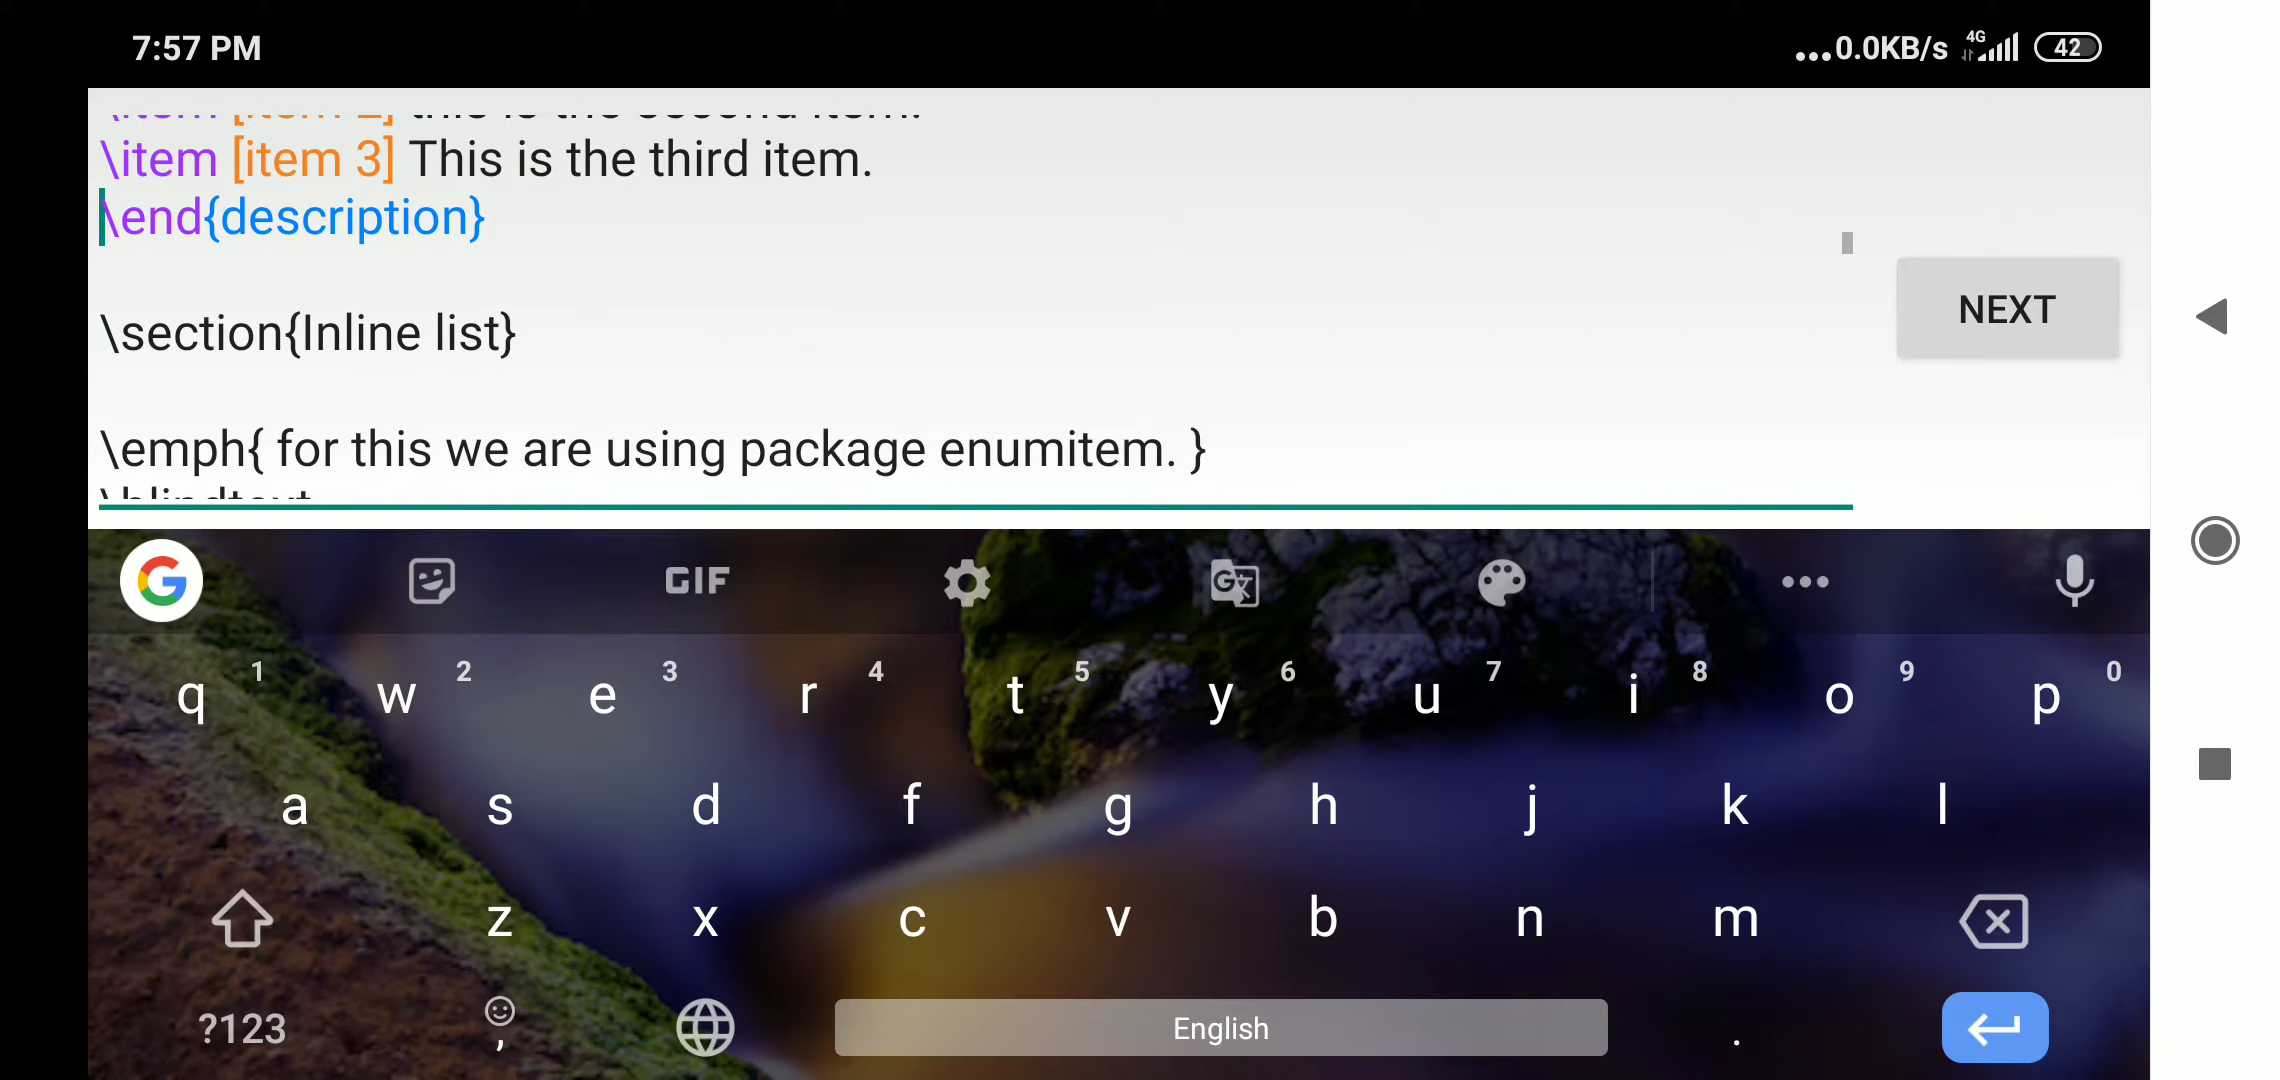 7:57 PM
...0.0KB/s 4G 42
\item [item 3] This is the third item.
\end{description}
NEXT
\section{Inline list}
\emph{ for this we are using package enumitem. }
G GIF G
q 1 w 2 e 3 r 4 t 5 y 6 u 7 i 8 o 9 p 0
a s d f g h j k l
z x c v b n m
?123 , English .